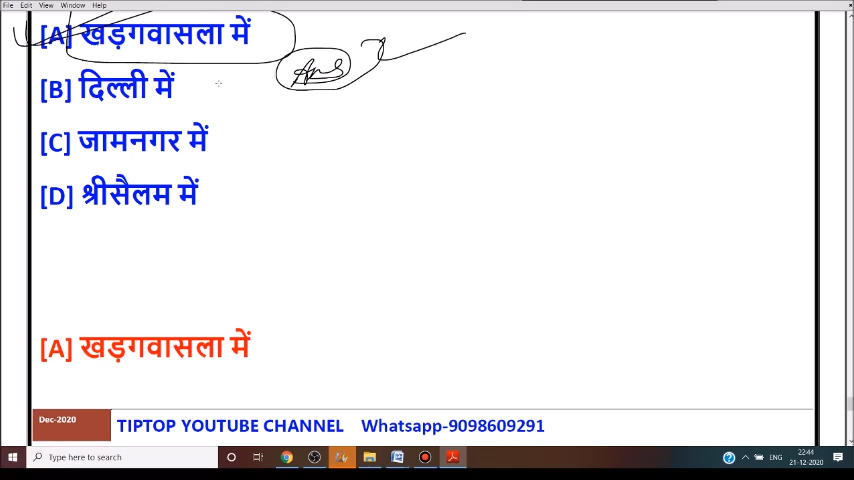 File Edit View Window Help
[A] खड़गवासला में
Ans
[B] दिल्ली में
[C] जामनगर में
[D] श्रीसैलम में
[A] खड़गवासला में
Dec-2020
TIPTOP YOUTUBE CHANNEL Whatsapp-9098609291
Type here to search
ENG
22:44
21-12-2020